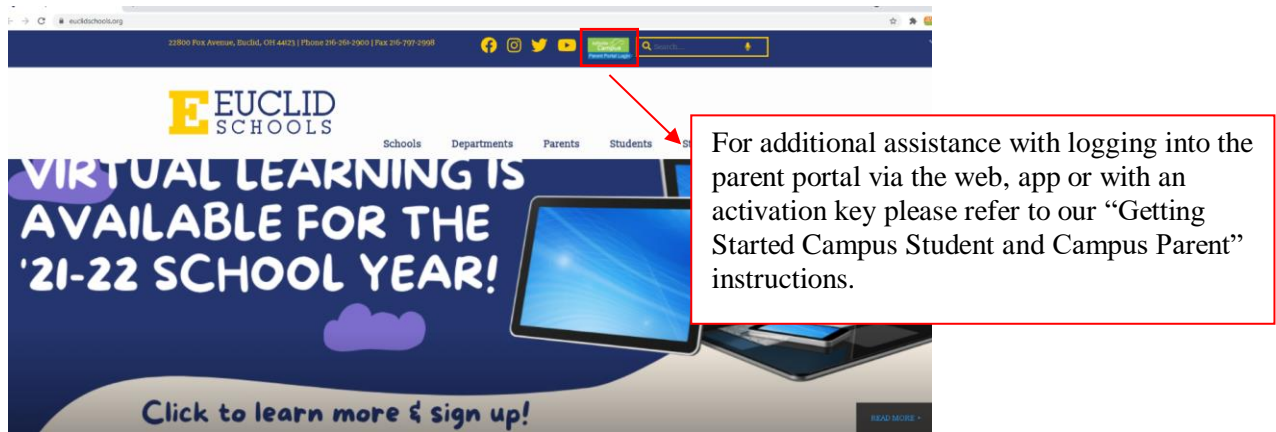 euclidschools.org
22800 Fox Avenue, Euclid, OH 44123 | Phone 216-261-2900 | Fax 216-797-2998
Campus
Parent Portal Login
Search...
E EUCLID
SCHOOLS
Schools Departments Parents Students
VIRTUAL LEARNING IS
AVAILABLE FOR THE
'21-22 SCHOOL YEAR!
Click to learn more & sign up!
READ MORE
For additional assistance with logging into the
parent portal via the web, app or with an
activation key please refer to our “Getting
Started Campus Student and Campus Parent”
instructions.